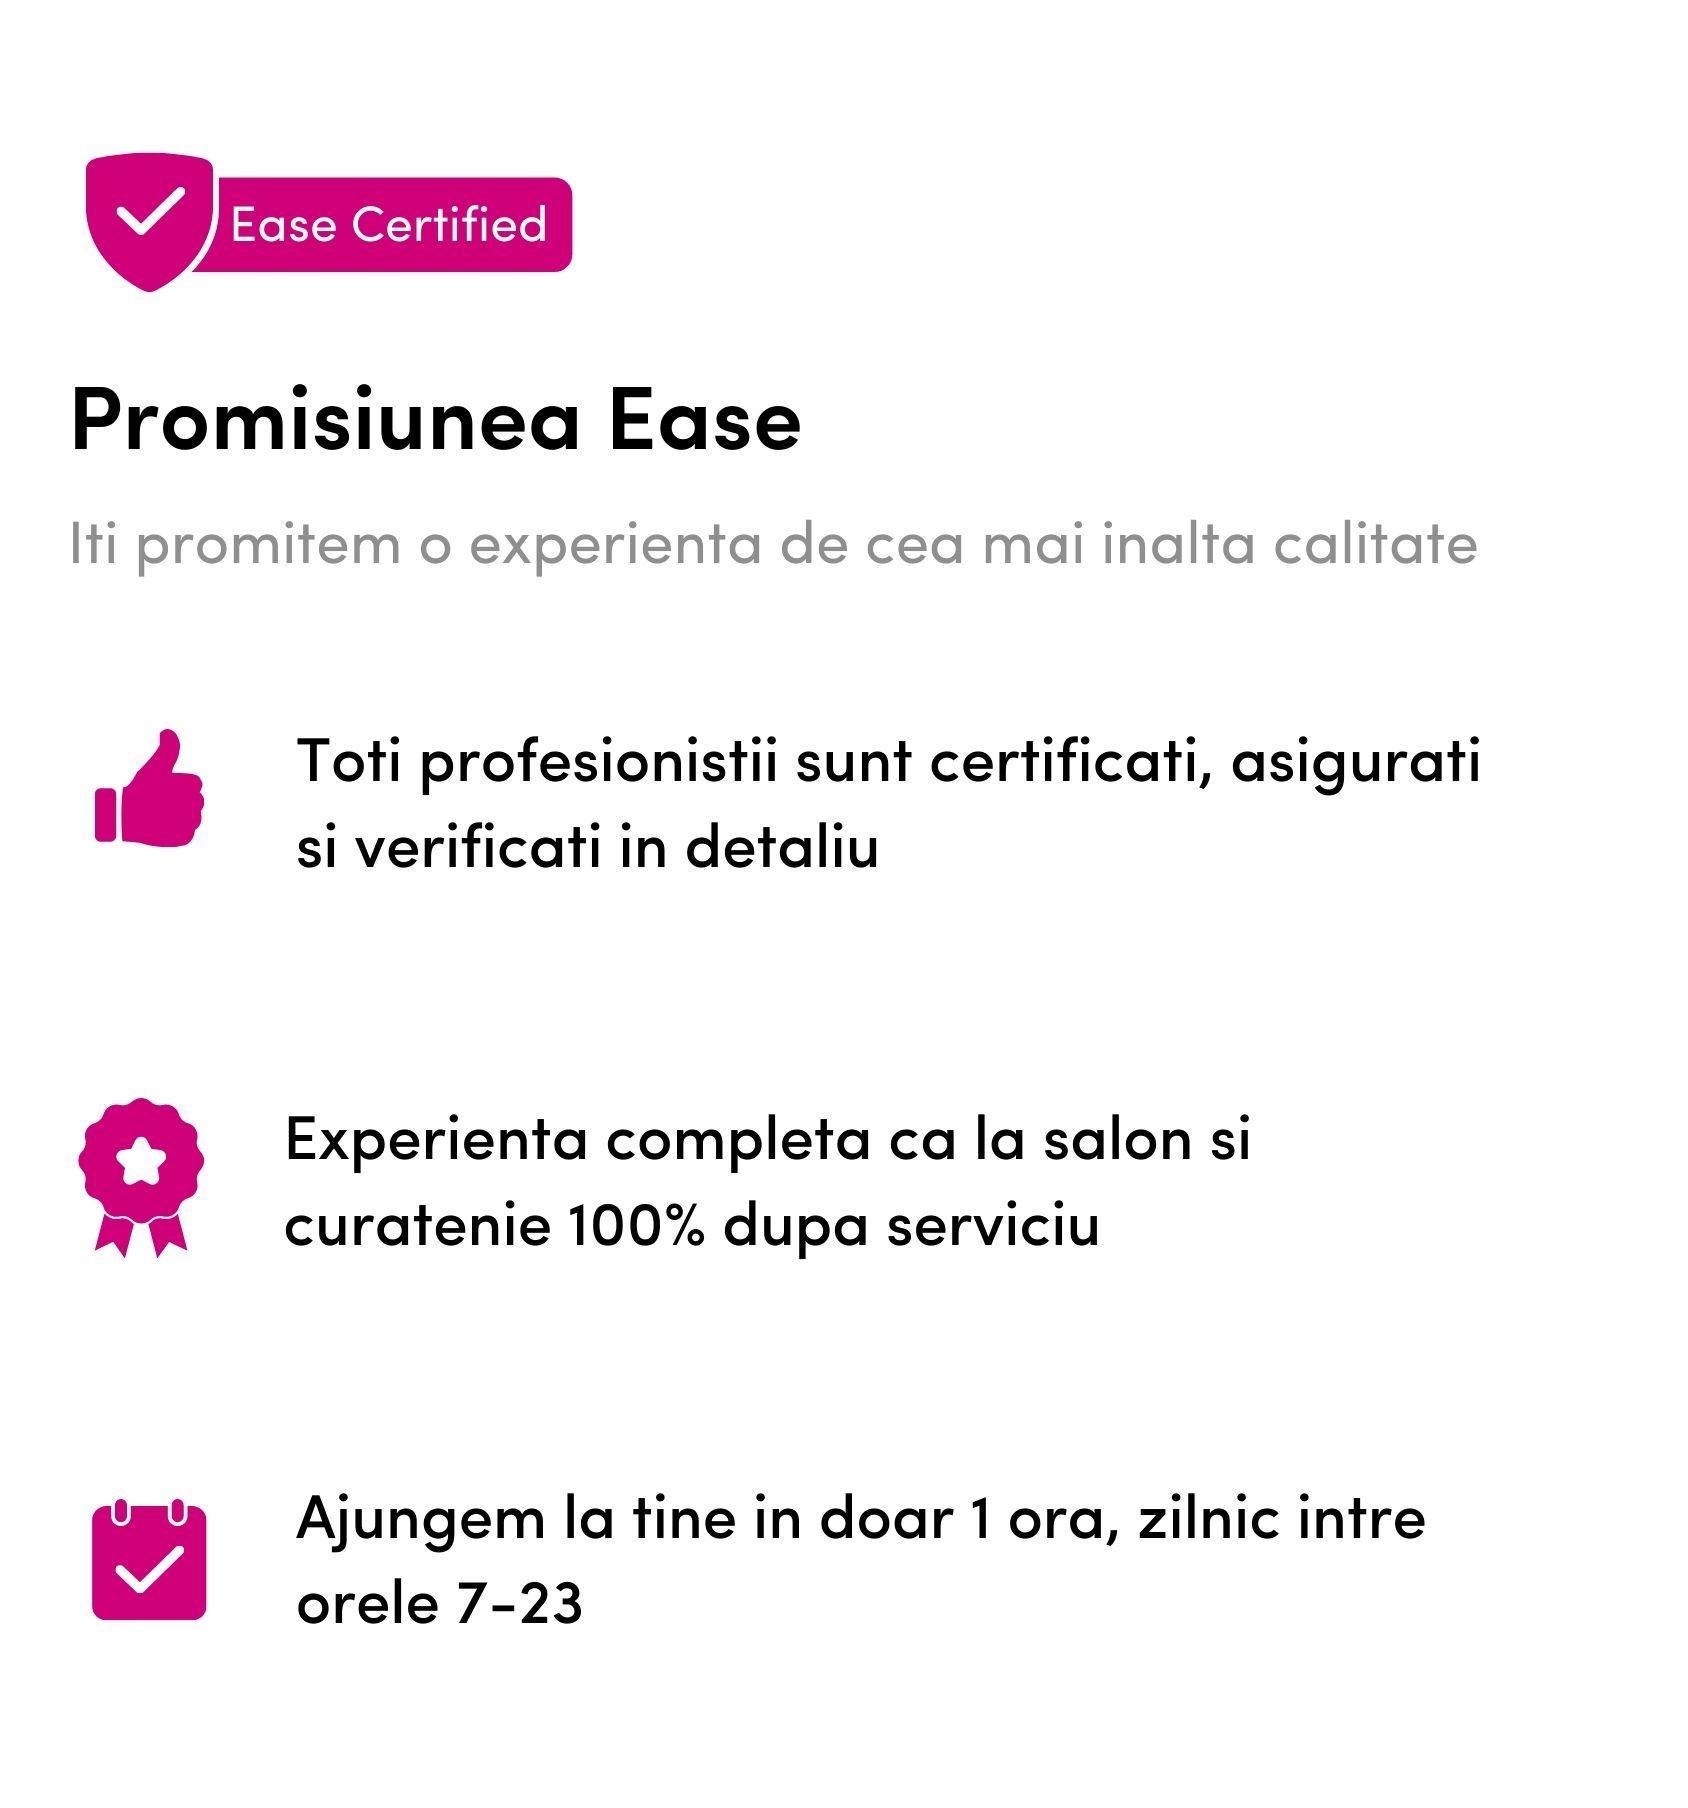 Ease Certified
Promisiunea Ease
Iti promitem o experienta de cea mai inalta calitate
Toti profesionistii sunt certificati, asigurati
si verificati in detaliu
Experienta completa ca la salon si
curatenie 100% dupa serviciu
Ajungem la tine in doar 1 ora, zilnic intre
orele 7-23